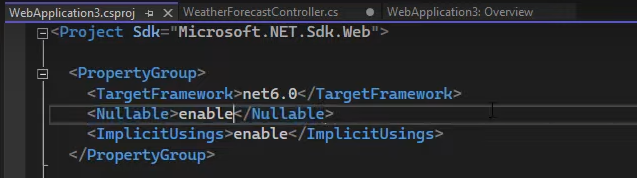 WebApplication3.csproj WeatherForecastController.cs WebApplication3: Overview
<Project Sdk="Microsoft.NET.Sdk.Web">
<PropertyGroup>
<TargetFramework>net6.0</TargetFramework>
<Nullable>enable</Nullable>
<ImplicitUsings>enable</ImplicitUsings>
</PropertyGroup>